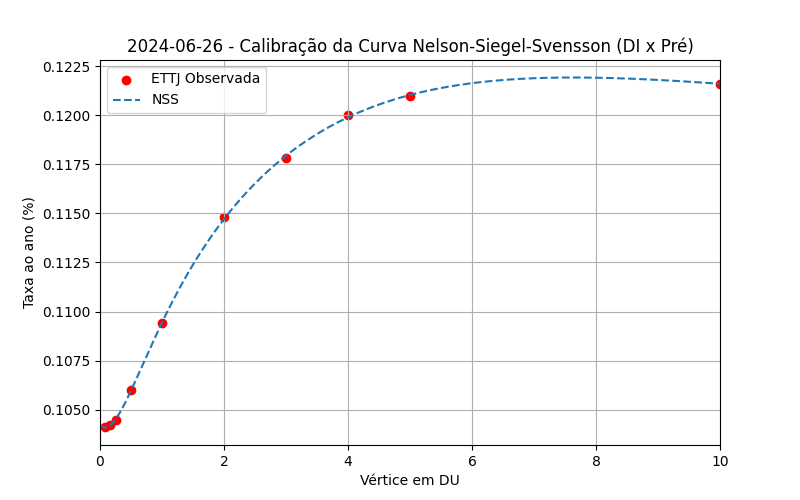 2024-06-26 - Calibração da Curva Nelson-Siegel-Svensson (DI x Pré)
ETTJ Observada
NSS
Taxa ao ano (%)
0.1225
0.1200
0.1175
0.1150
0.1125
0.1100
0.1075
0.1050
0 2 4 6 8 10
Vértice em DU